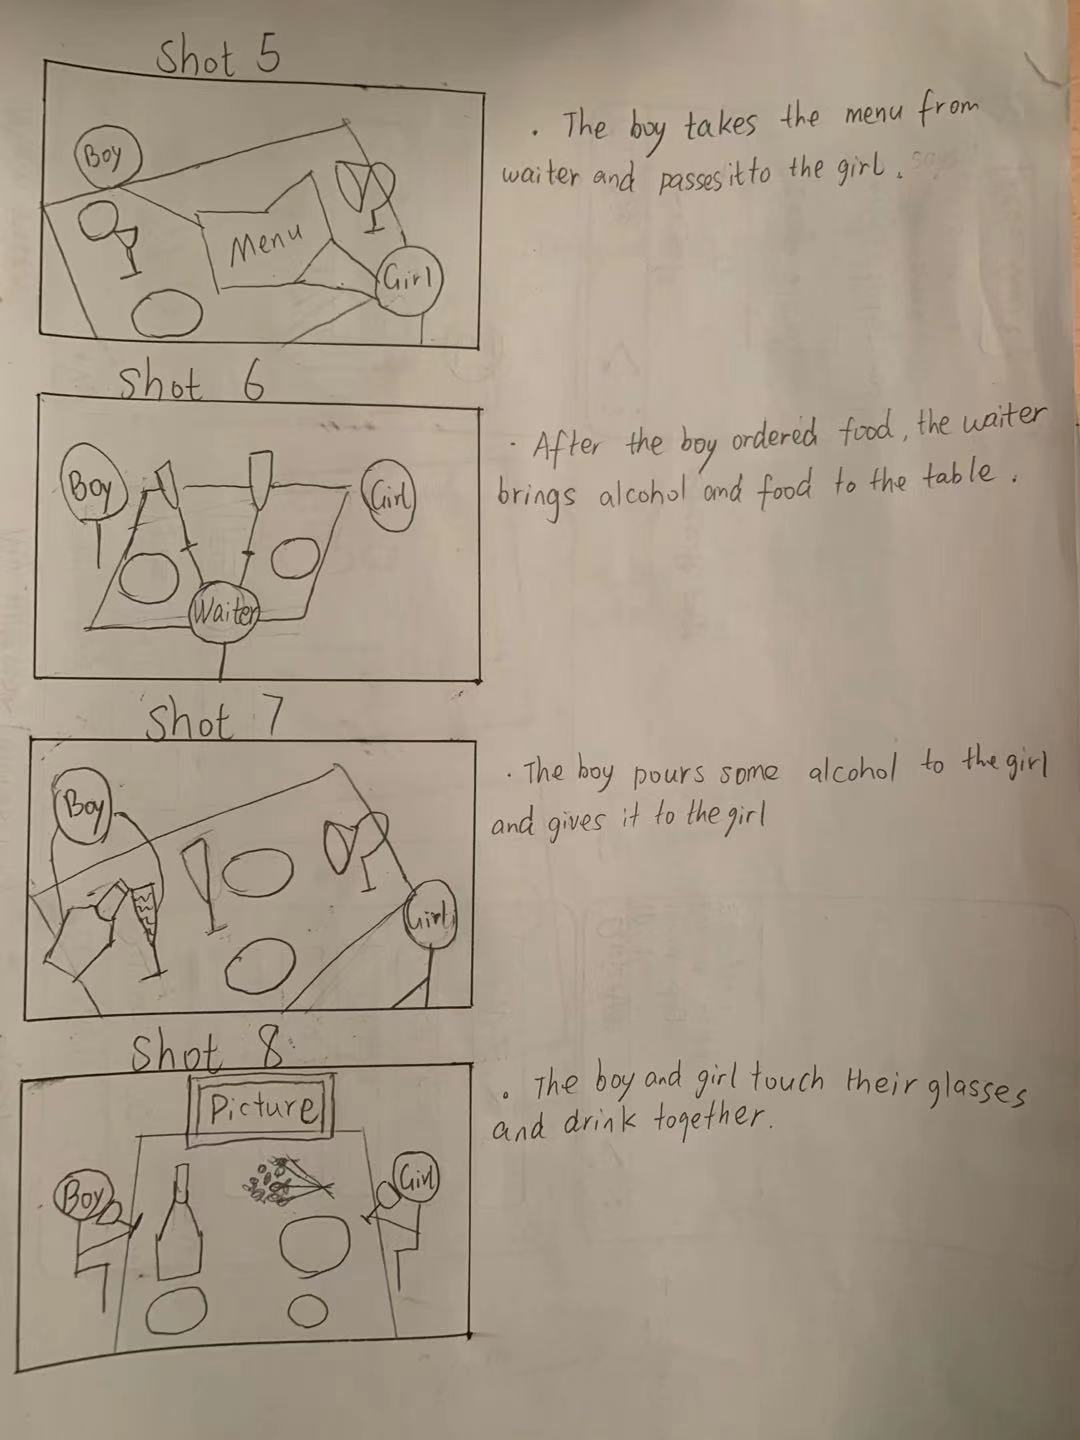 Shot 5
Boy
Menu
Girl
. The boy takes the menu from
waiter and passes it to the girl.
Shot 6
Boy
Girl
Waiter
. After the boy ordered food, the waiter
brings alcohol and food to the table.
Shot 7
Boy
Girl
. The boy pours some alcohol to the girl
and gives it to the girl
Shot 8
Picture
Boy
Girl
. The boy and girl touch their glasses
and drink together.